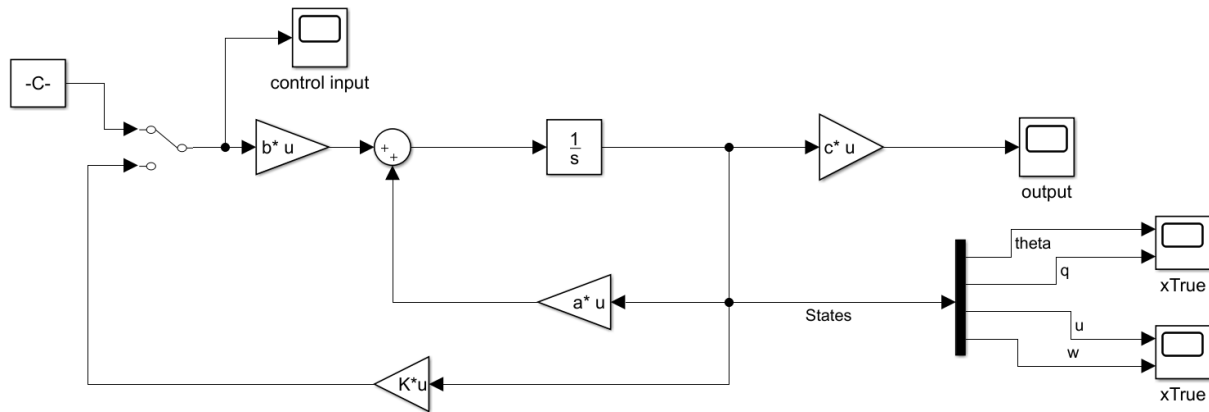 control input
-C-
b* u
+
+
1
s
c* u
output
theta
q
xTrue
a* u
States
u
w
K*u
xTrue